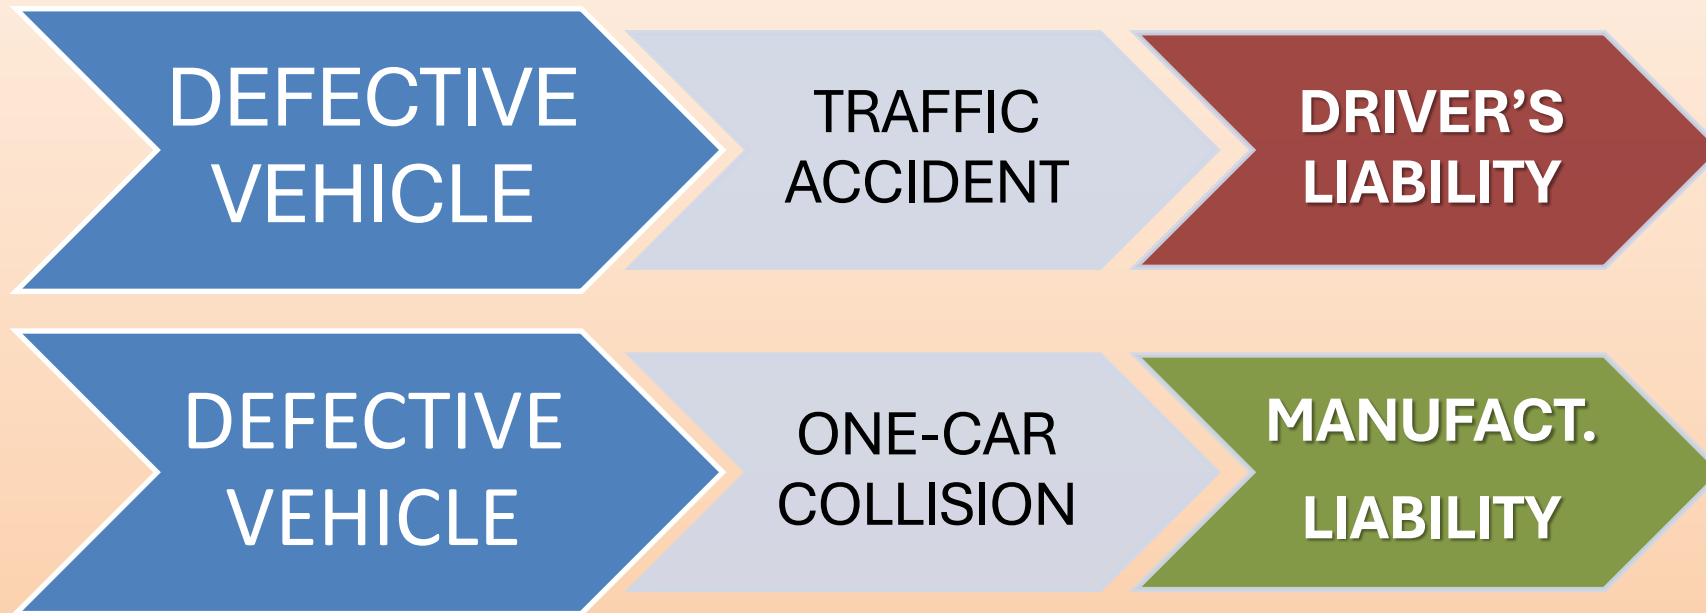 DEFECTIVE
VEHICLE
TRAFFIC
ACCIDENT
DRIVER’S
LIABILITY
DEFECTIVE
VEHICLE
ONE-CAR
COLLISION
MANUFACT.
LIABILITY